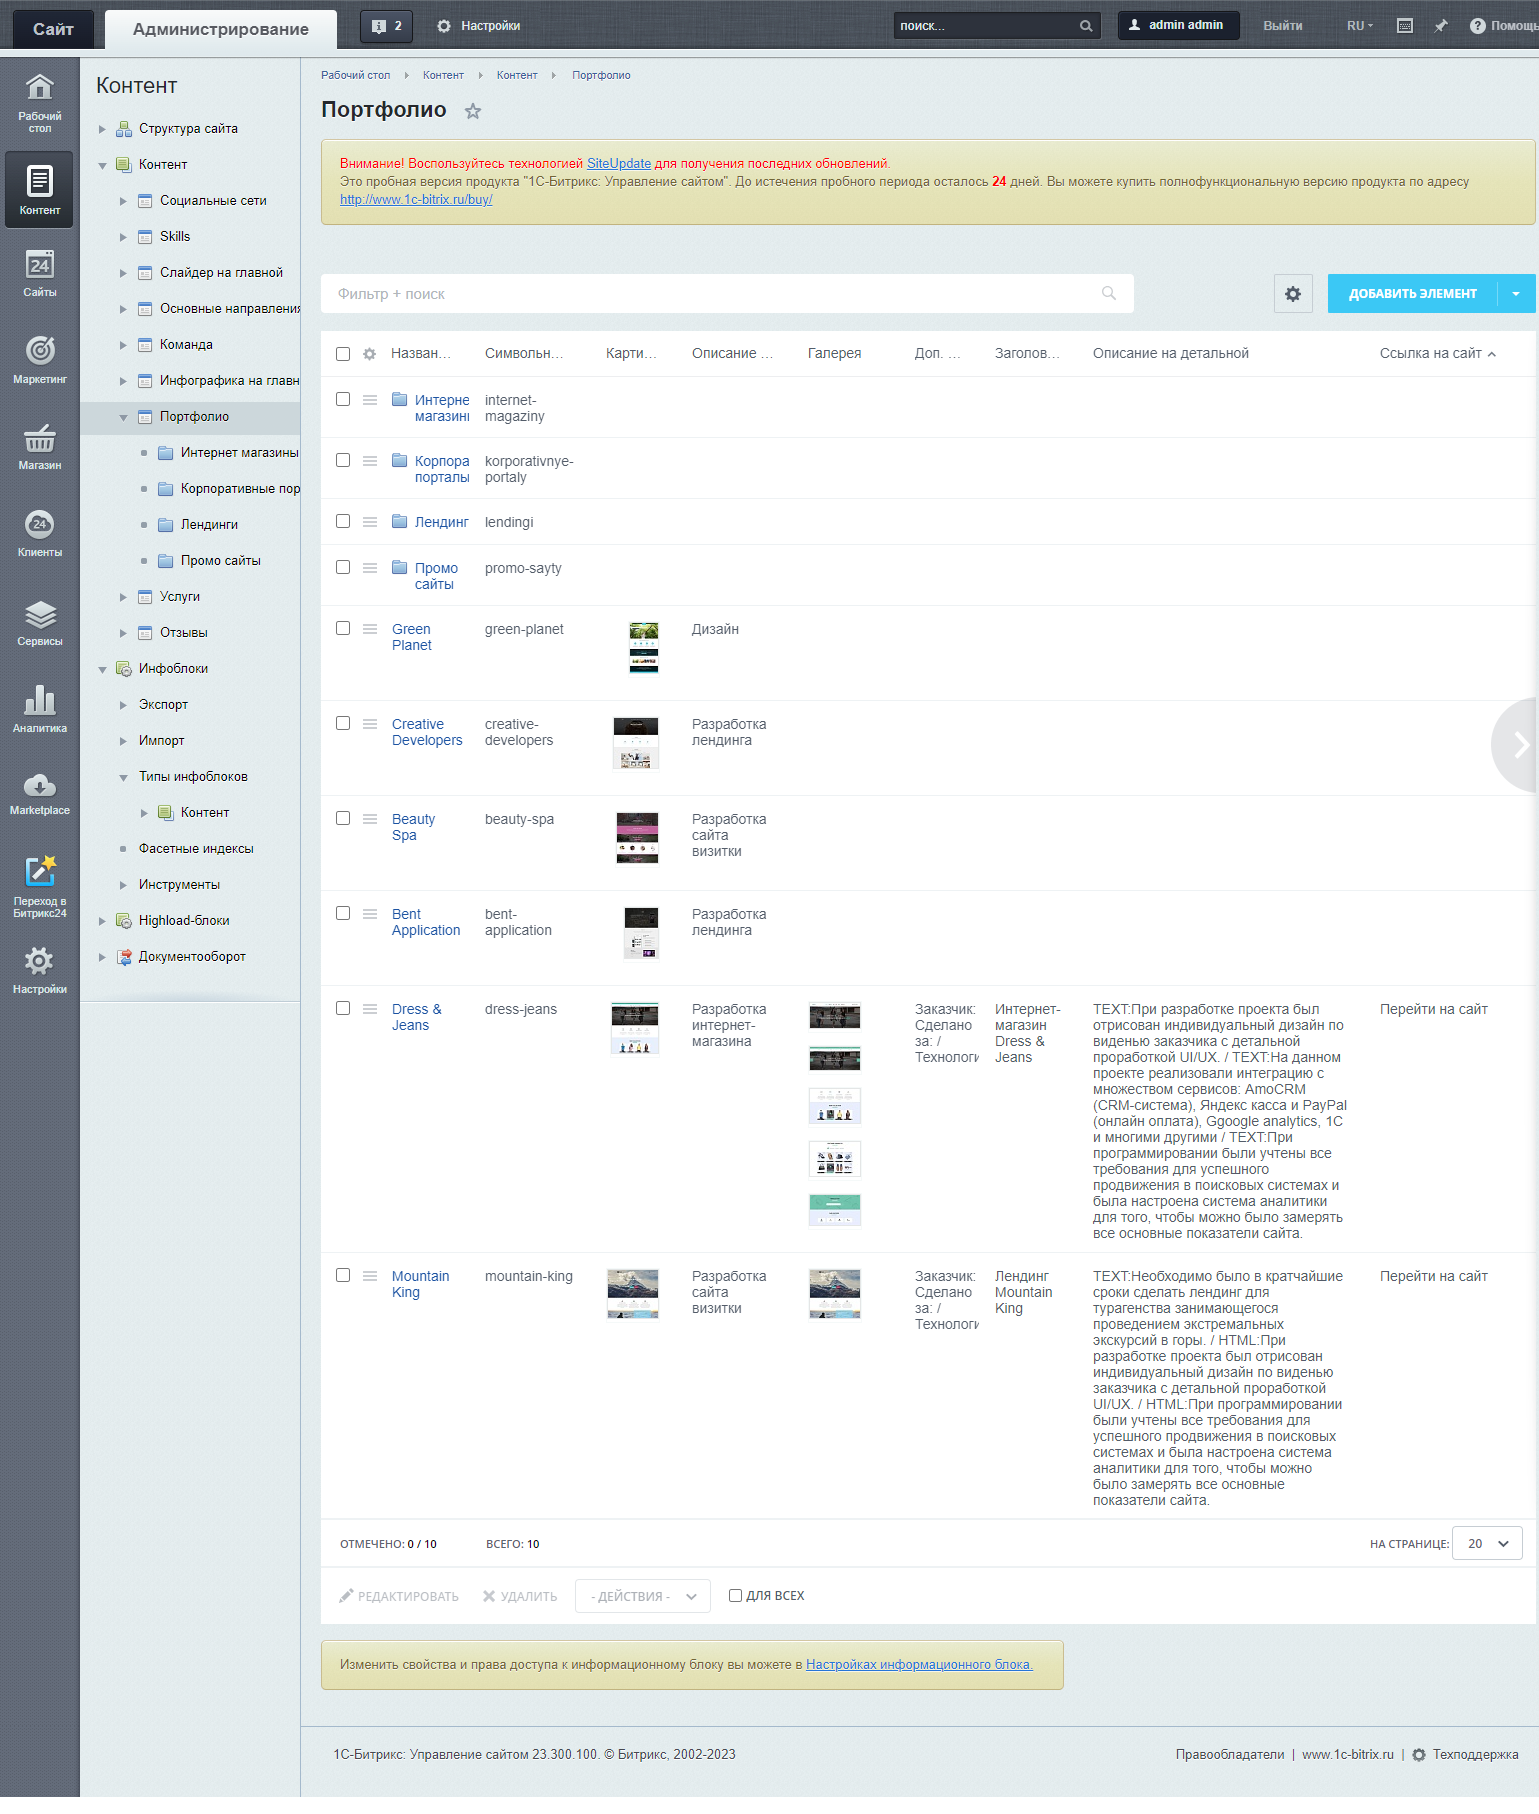 Сайт
Администрирование
2
Настройки
поиск...
admin admin
Выйти
RU
Помощь
Рабочий стол
Контент
24
Сайты
Маркетинг
Магазин
24
Клиенты
Сервисы
Аналитика
Marketplace
Переход в Битрикс24
Настройки
Контент
Структура сайта
Контент
Социальные сети
Skills
Слайдер на главной
Основные направления
Команда
Инфографика на главн
Портфолио
Интернет магазины
Корпоративные пор
Лендинги
Промо сайты
Услуги
Отзывы
Инфоблоки
Экспорт
Импорт
Типы инфоблоков
Контент
Фасетные индексы
Инструменты
Highload-блоки
Документооборот
Рабочий стол Контент Контент Портфолио
Портфолио
Внимание! Воспользуйтесь технологией SiteUpdate для получения последних обновлений.
Это пробная версия продукта "1С-Битрикс: Управление сайтом". До истечения пробного периода осталось 24 дней. Вы можете купить полнофункциональную версию продукта по адресу
http://www.1c-bitrix.ru/buy/
Фильтр + поиск
ДОБАВИТЬ ЭЛЕМЕНТ
Назван... Символьн... Карти... Описание ... Галерея Доп. ... Заголов... Описание на детальной Ссылка на сайт
Интерне
магазин
internet-
magaziny
Корпора
порталы
korporativnye-
portaly
Лендинг
lendingi
Промо
сайты
promo-sayty
Green
Planet
green-planet
Дизайн
Creative
Developers
creative-
developers
Разработка
лендинга
Beauty
Spa
beauty-spa
Разработка
сайта
визитки
Bent
Application
bent-
application
Разработка
лендинга
Dress &
Jeans
dress-jeans
Разработка
интернет-
магазина
Заказчик:
Сделано
за: /
Технологи
Интернет-
магазин
Dress &
Jeans
TEXT:При разработке проекта был
отрисован индивидуальный дизайн по
виденью заказчика с детальной
проработкой UI/UX. / TEXT:На данном
проекте реализовали интеграцию с
множеством сервисов: AmoCRM
(CRM-система), Яндекс касса и PayPal
(онлайн оплата), Ggoogle analytics, 1С
и многими другими / TEXT:При
программировании были учтены все
требования для успешного
продвижения в поисковых системах и
была настроена система аналитики
для того, чтобы можно было замерять
все основные показатели сайта.
Перейти на сайт
Mountain
King
mountain-king
Разработка
сайта
визитки
Заказчик:
Сделано
за: /
Технологи
Лендинг
Mountain
King
TEXT:Необходимо было в кратчайшие
сроки сделать лендинг для
турагенства занимающегося
проведением экстремальных
экскурсий в горы. / HTML:При
разработке проекта был отрисован
индивидуальный дизайн по виденью
заказчика с детальной проработкой
UI/UX. / HTML:При программировании
были учтены все требования для
успешного продвижения в поисковых
системах и была настроена система
аналитики для того, чтобы можно
было замерять все основные
показатели сайта.
Перейти на сайт
ОТМЕЧЕНО: 0 / 10
ВСЕГО: 10
НА СТРАНИЦЕ: 20
РЕДАКТИРОВАТЬ
УДАЛИТЬ
- ДЕЙСТВИЯ -
ДЛЯ ВСЕХ
Изменить свойства и права доступа к информационному блоку вы можете в Настройках информационного блока.
1С-Битрикс: Управление сайтом 23.300.100. © Битрикс, 2002-2023
Правообладатели | www.1c-bitrix.ru | Техподдержка